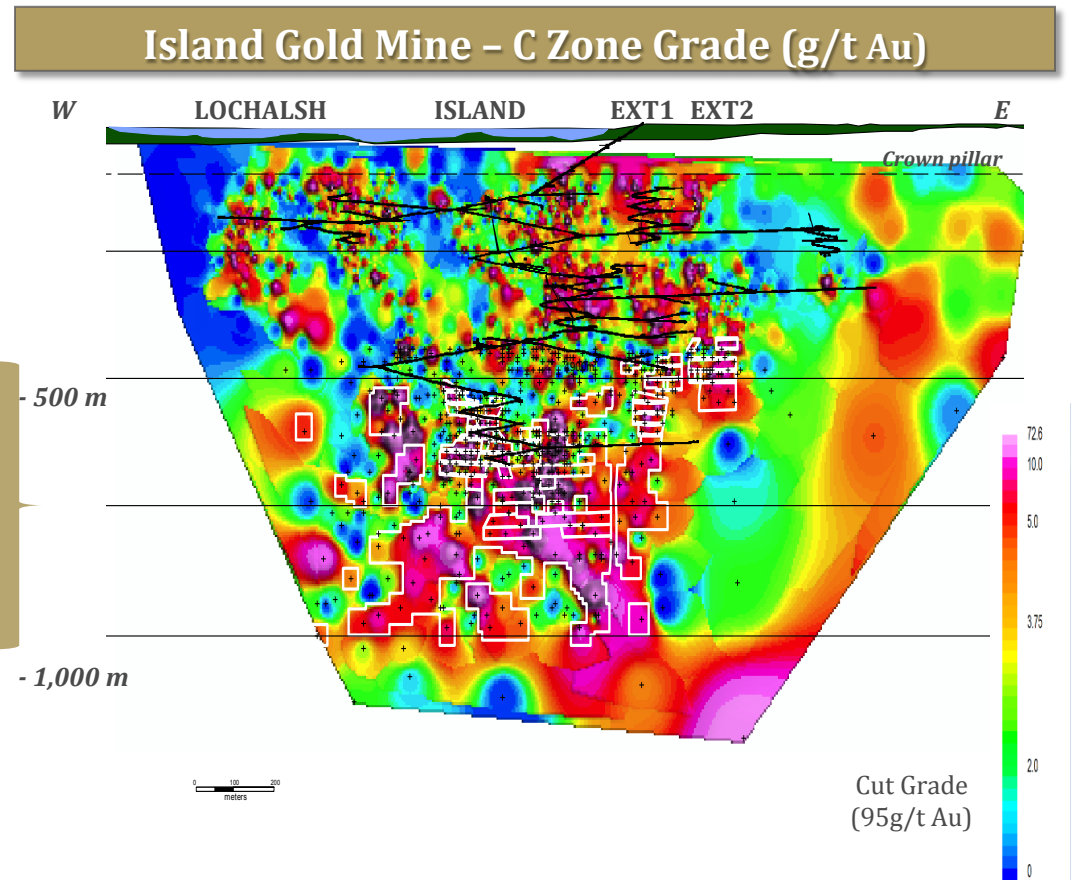 Island Gold Mine – C Zone Grade (g/t Au)
W LOCHALSH ISLAND EXT1 EXT2 E
Crown pillar
- 500 m
72.6
10.0
5.0
3.75
- 1,000 m
2.0
0 100 200
meters
Cut Grade
(95g/t Au)
0